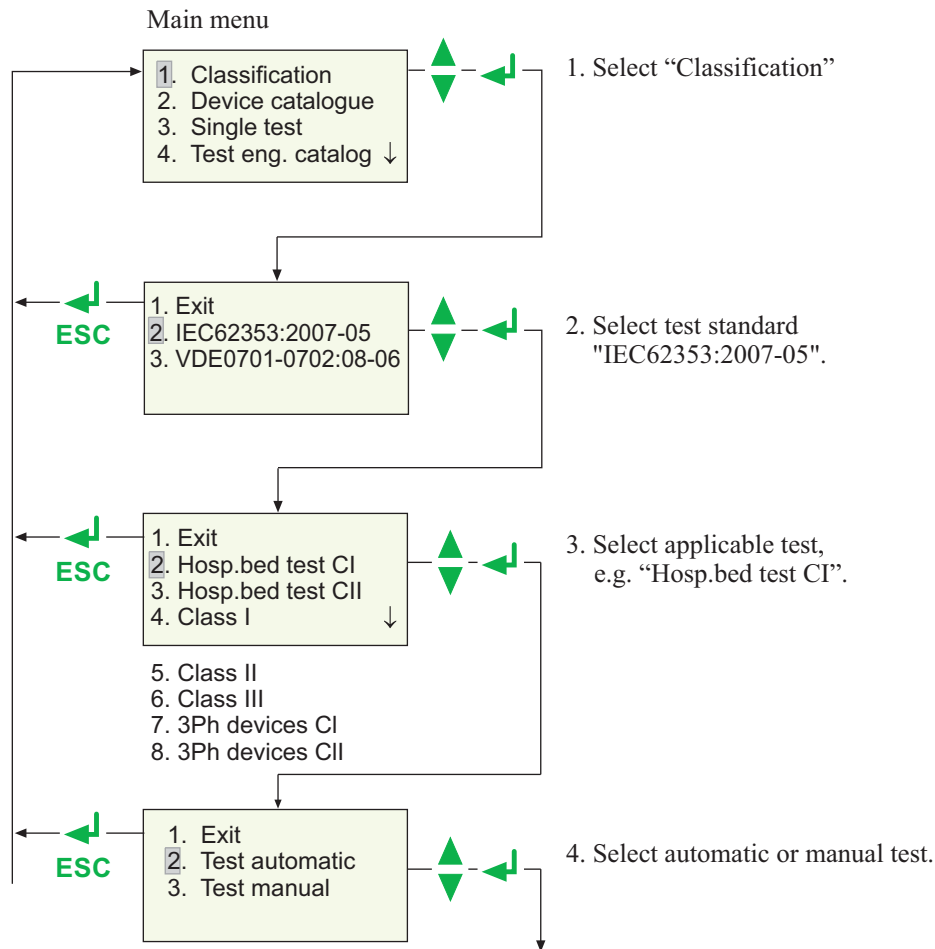 Main menu
1. Classification
2. Device catalogue
3. Single test
4. Test eng. catalog ↓
1. Select “Classification”
ESC
1. Exit
2. IEC62353:2007-05
3. VDE0701-0702:08-06
2. Select test standard
"IEC62353:2007-05".
ESC
1. Exit
2. Hosp.bed test CI
3. Hosp.bed test CII
4. Class I ↓
5. Class II
6. Class III
7. 3Ph devices CI
8. 3Ph devices CII
3. Select applicable test,
e.g. “Hosp.bed test CI”.
ESC
1. Exit
2. Test automatic
3. Test manual
4. Select automatic or manual test.